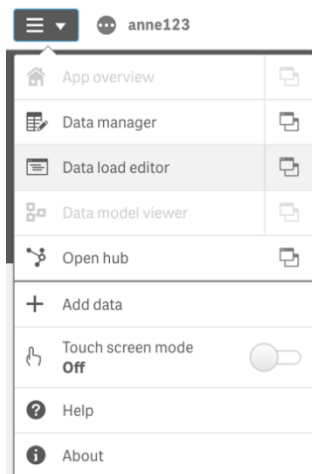 anne123
App overview
Data manager
Data load editor
Data model viewer
Open hub
Add data
Touch screen mode
Off
Help
About